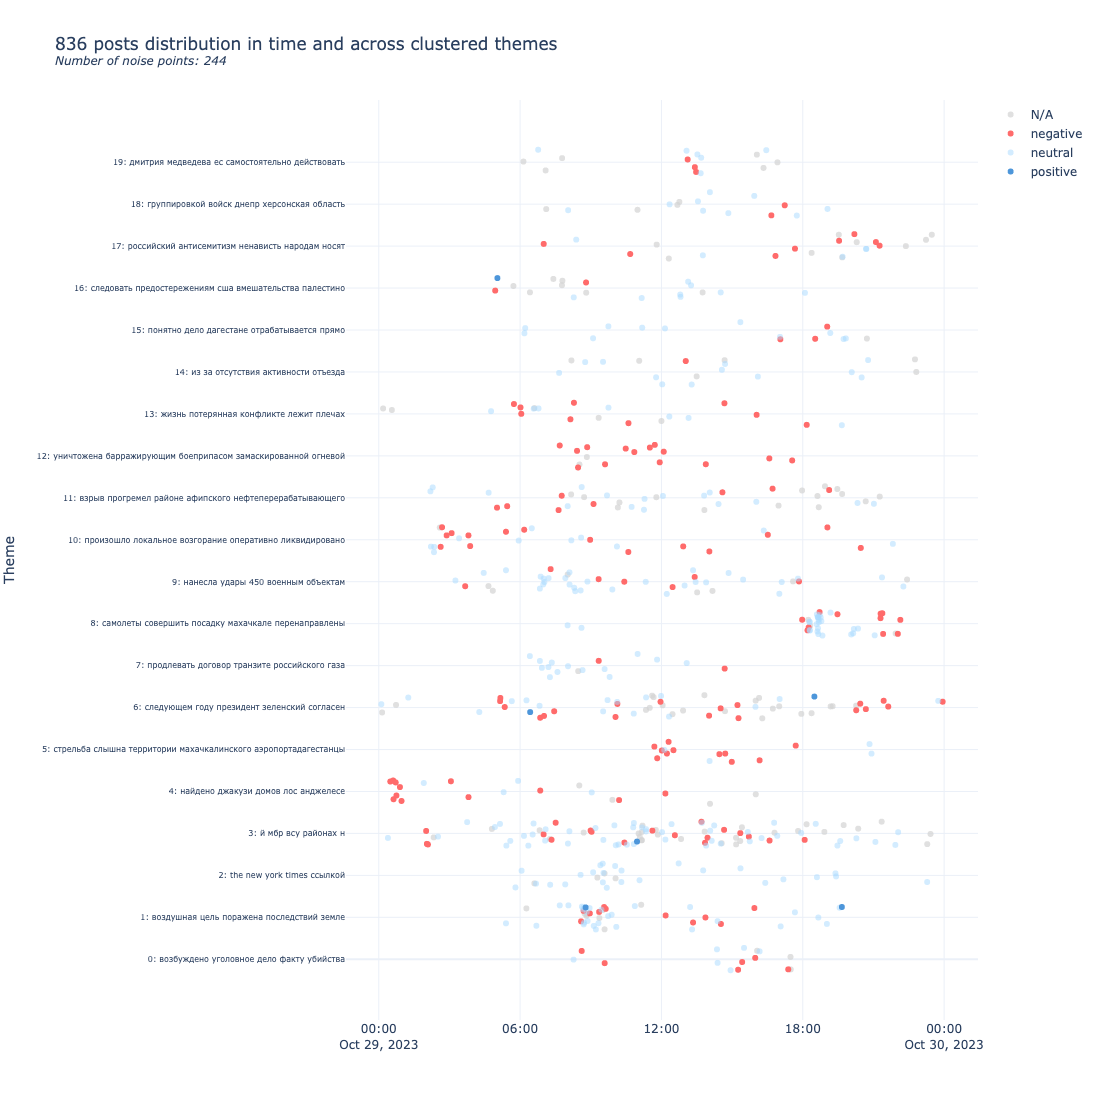 836 posts distribution in time and across clustered themes
Number of noise points: 244
N/A
negative
neutral
positive
Theme
19: дмитрия медведева ес самостоятельно действовать
18: группировкой войск днепр херсонская область
17: российский антисемитизм ненависть народам носят
16: следовать предостережениям сша вмешательства палестино
15: понятно дело дагестане отрабатывается прямо
14: из за отсутствия активности отъезда
13: жизнь потерянная конфликте лежит плечах
12: уничтожена барражирующим боеприпасом замаскированной огневой
11: взрыв прогремел районе афипского нефтеперерабатывающего
10: произошло локальное возгорание оперативно ликвидировано
9: нанесла удары 450 военным объектам
8: самолеты совершить посадку махачкале перенаправлены
7: продлевать договор транзите российского газа
6: следующем году президент зеленский согласен
5: стрельба слышна территории махачкалинского аэропортадагестанцы
4: найдено джакузи домов лос анджелесе
3: й мбр всу районах н
2: the new york times ссылкой
1: воздушная цель поражена последствий земле
0: возбуждено уголовное дело факту убийства
00:00
06:00
12:00
18:00
00:00
Oct 29, 2023
Oct 30, 2023